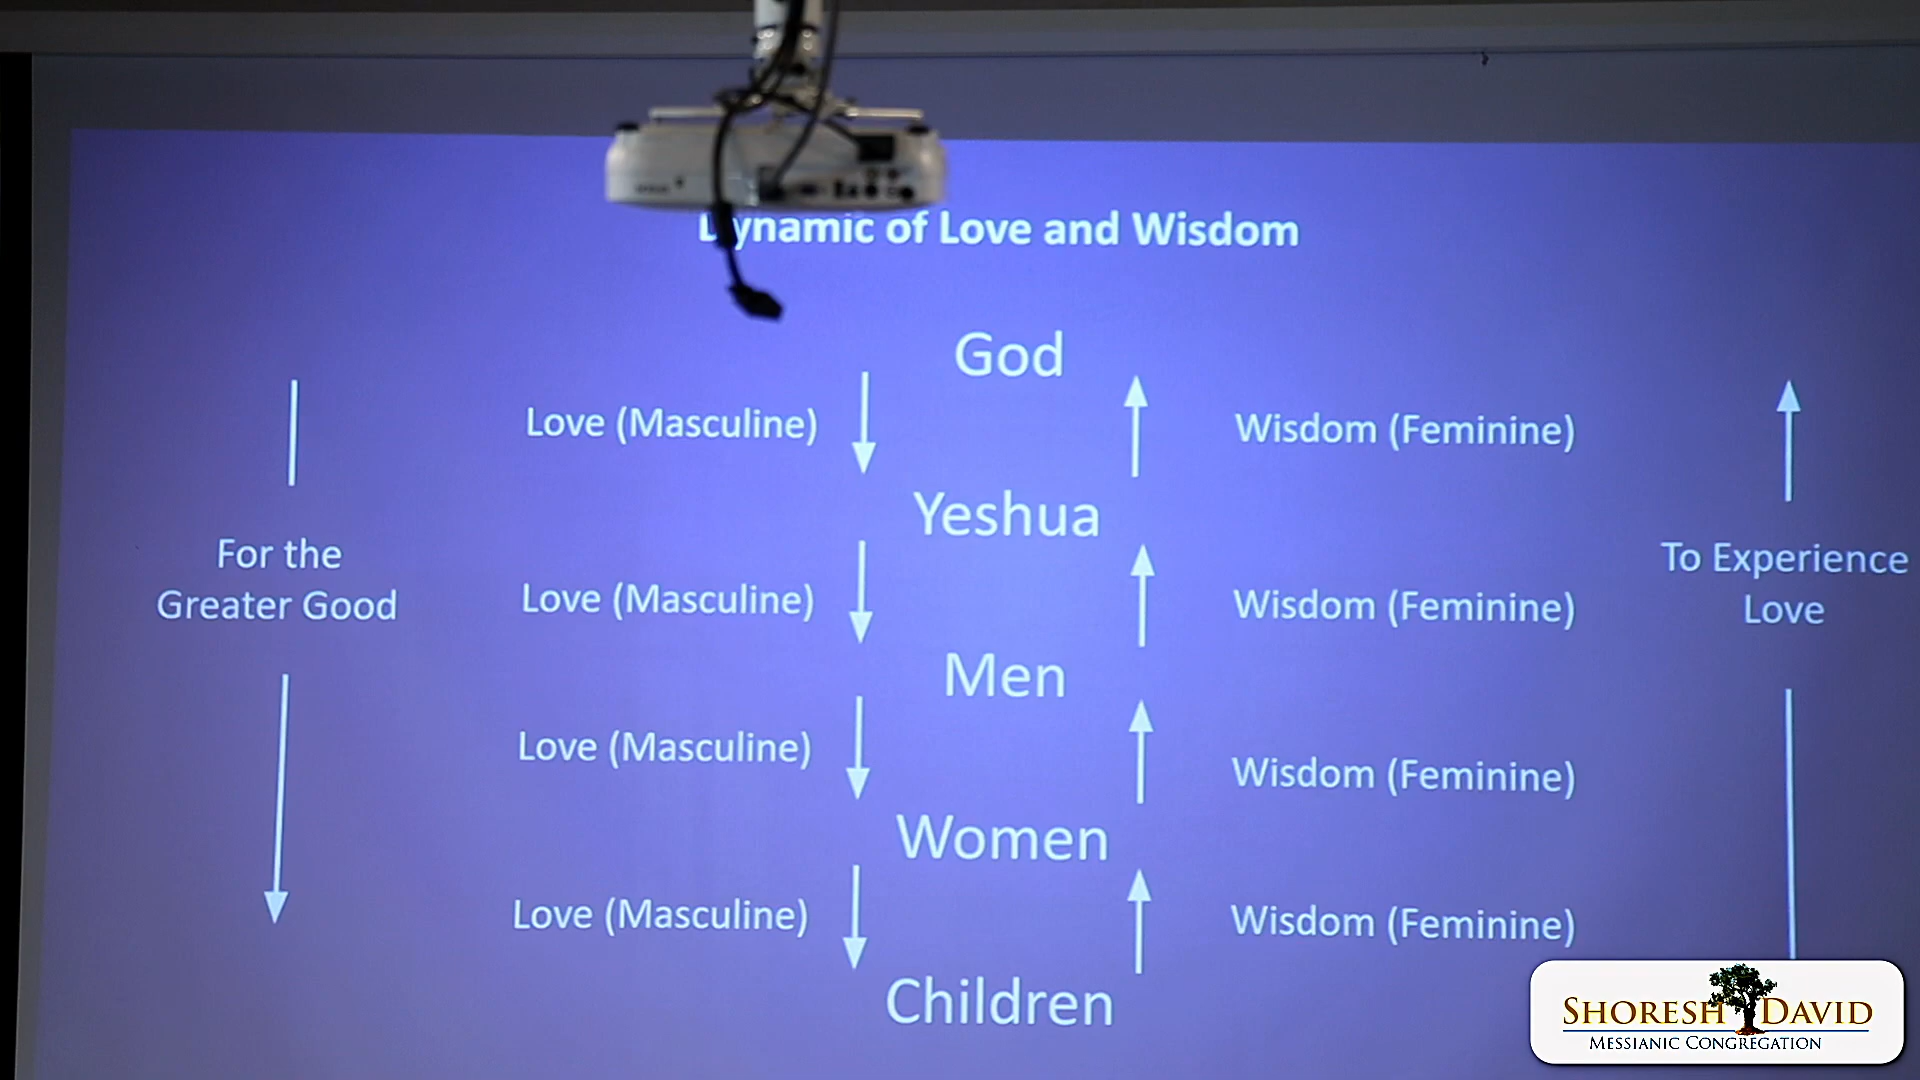 Dynamic of Love and Wisdom
God
Love (Masculine)
Wisdom (Feminine)
Yeshua
For the
Greater Good
Love (Masculine)
Wisdom (Feminine)
To Experience
Love
Men
Love (Masculine)
Wisdom (Feminine)
Women
Love (Masculine)
Wisdom (Feminine)
Children
SHORESH DAVID
MESSIANIC CONGREGATION